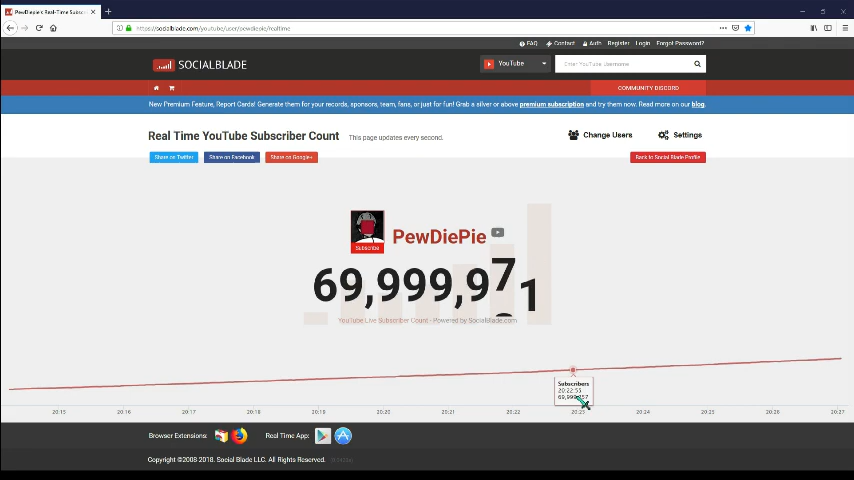 PewDiePie's Real-Time Subsc
https://socialblade.com/youtube/user/pewdiepie/realtime
FAQ Contact Auth Register Login Forgot Password?
SOCIALBLADE YouTube Enter YouTube Username
COMMUNITY DISCORD
New Premium Feature, Report Cards! Generate them for your records, sponsors, team, fans, or just for fun! Grab a silver or above premium subscription and try them now. Read more on our blog.
Real Time YouTube Subscriber Count This page updates every second. Change Users Settings
Share on Twitter Share on Facebook Share on Google+ Back to Social Blade Profile
PewDiePie
Subscribe
69,999,971
YouTube Live Subscriber Count - Powered by SocialBlade.com
Subscribers
20:22:55
20:15 20:16 20:17 20:18 20:19 20:20 20:21 20:22 20:23 20:24 20:25 20:26 20:27
Browser Extensions: Real Time App:
Copyright ©2008-2018. Social Blade LLC. All Rights Reserved.